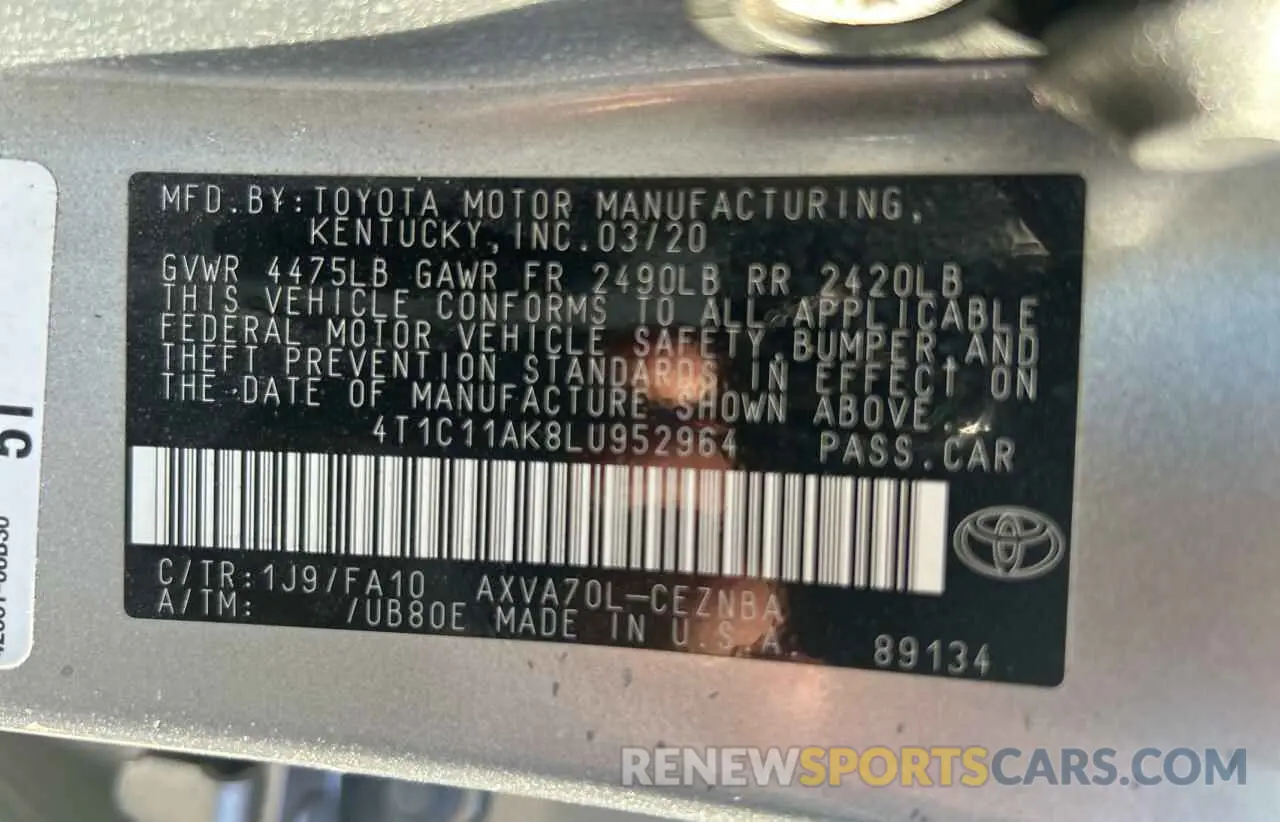 MFD.BY:TOYOTA MOTOR MANUFACTURING,
KENTUCKY,INC.03/20
GVWR 4475LB GAWR FR 2490LB RR 2420LB
THIS VEHICLE CONFORMS TO ALL APPLICABLE
FEDERAL MOTOR VEHICLE SAFETY,BUMPER,AND
THEFT PREVENTION STANDARDS IN EFFECT ON
THE DATE OF MANUFACTURE SHOWN ABOVE.
4T1C11AK8LU952964 PASS.CAR
C/TR:1J9/FA10 AXVA70L-CEZNBA
A/TM: /UB80E MADE IN U.S.A.
89134
RENEWSPORTSCARS.COM